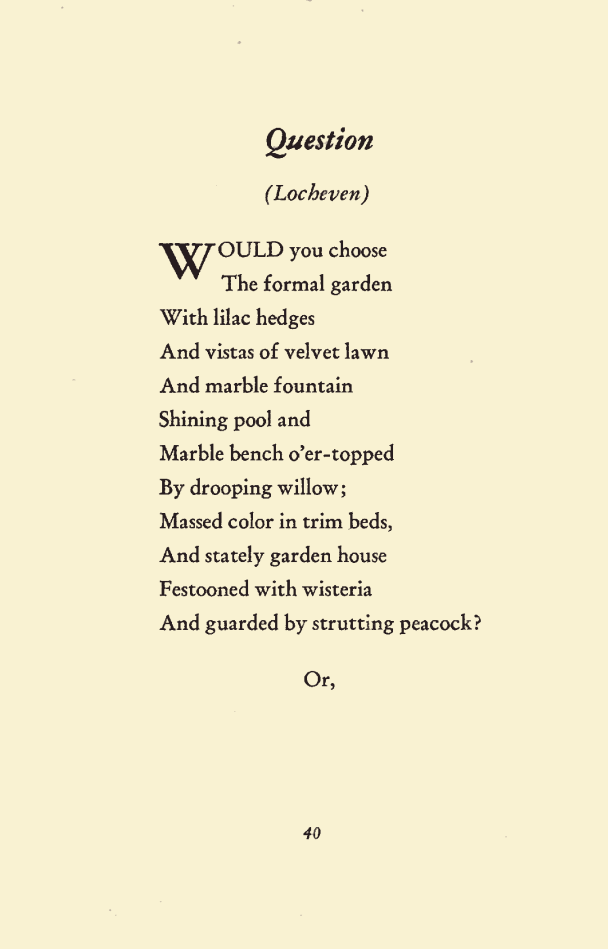 Question
(Locheven)
WOULD you choose
The formal garden
With lilac hedges
And vistas of velvet lawn
And marble fountain
Shining pool and
Marble bench o’er-topped
By drooping willow;
Massed color in trim beds,
And stately garden house
Festooned with wisteria
And guarded by strutting peacock?
Or,
40